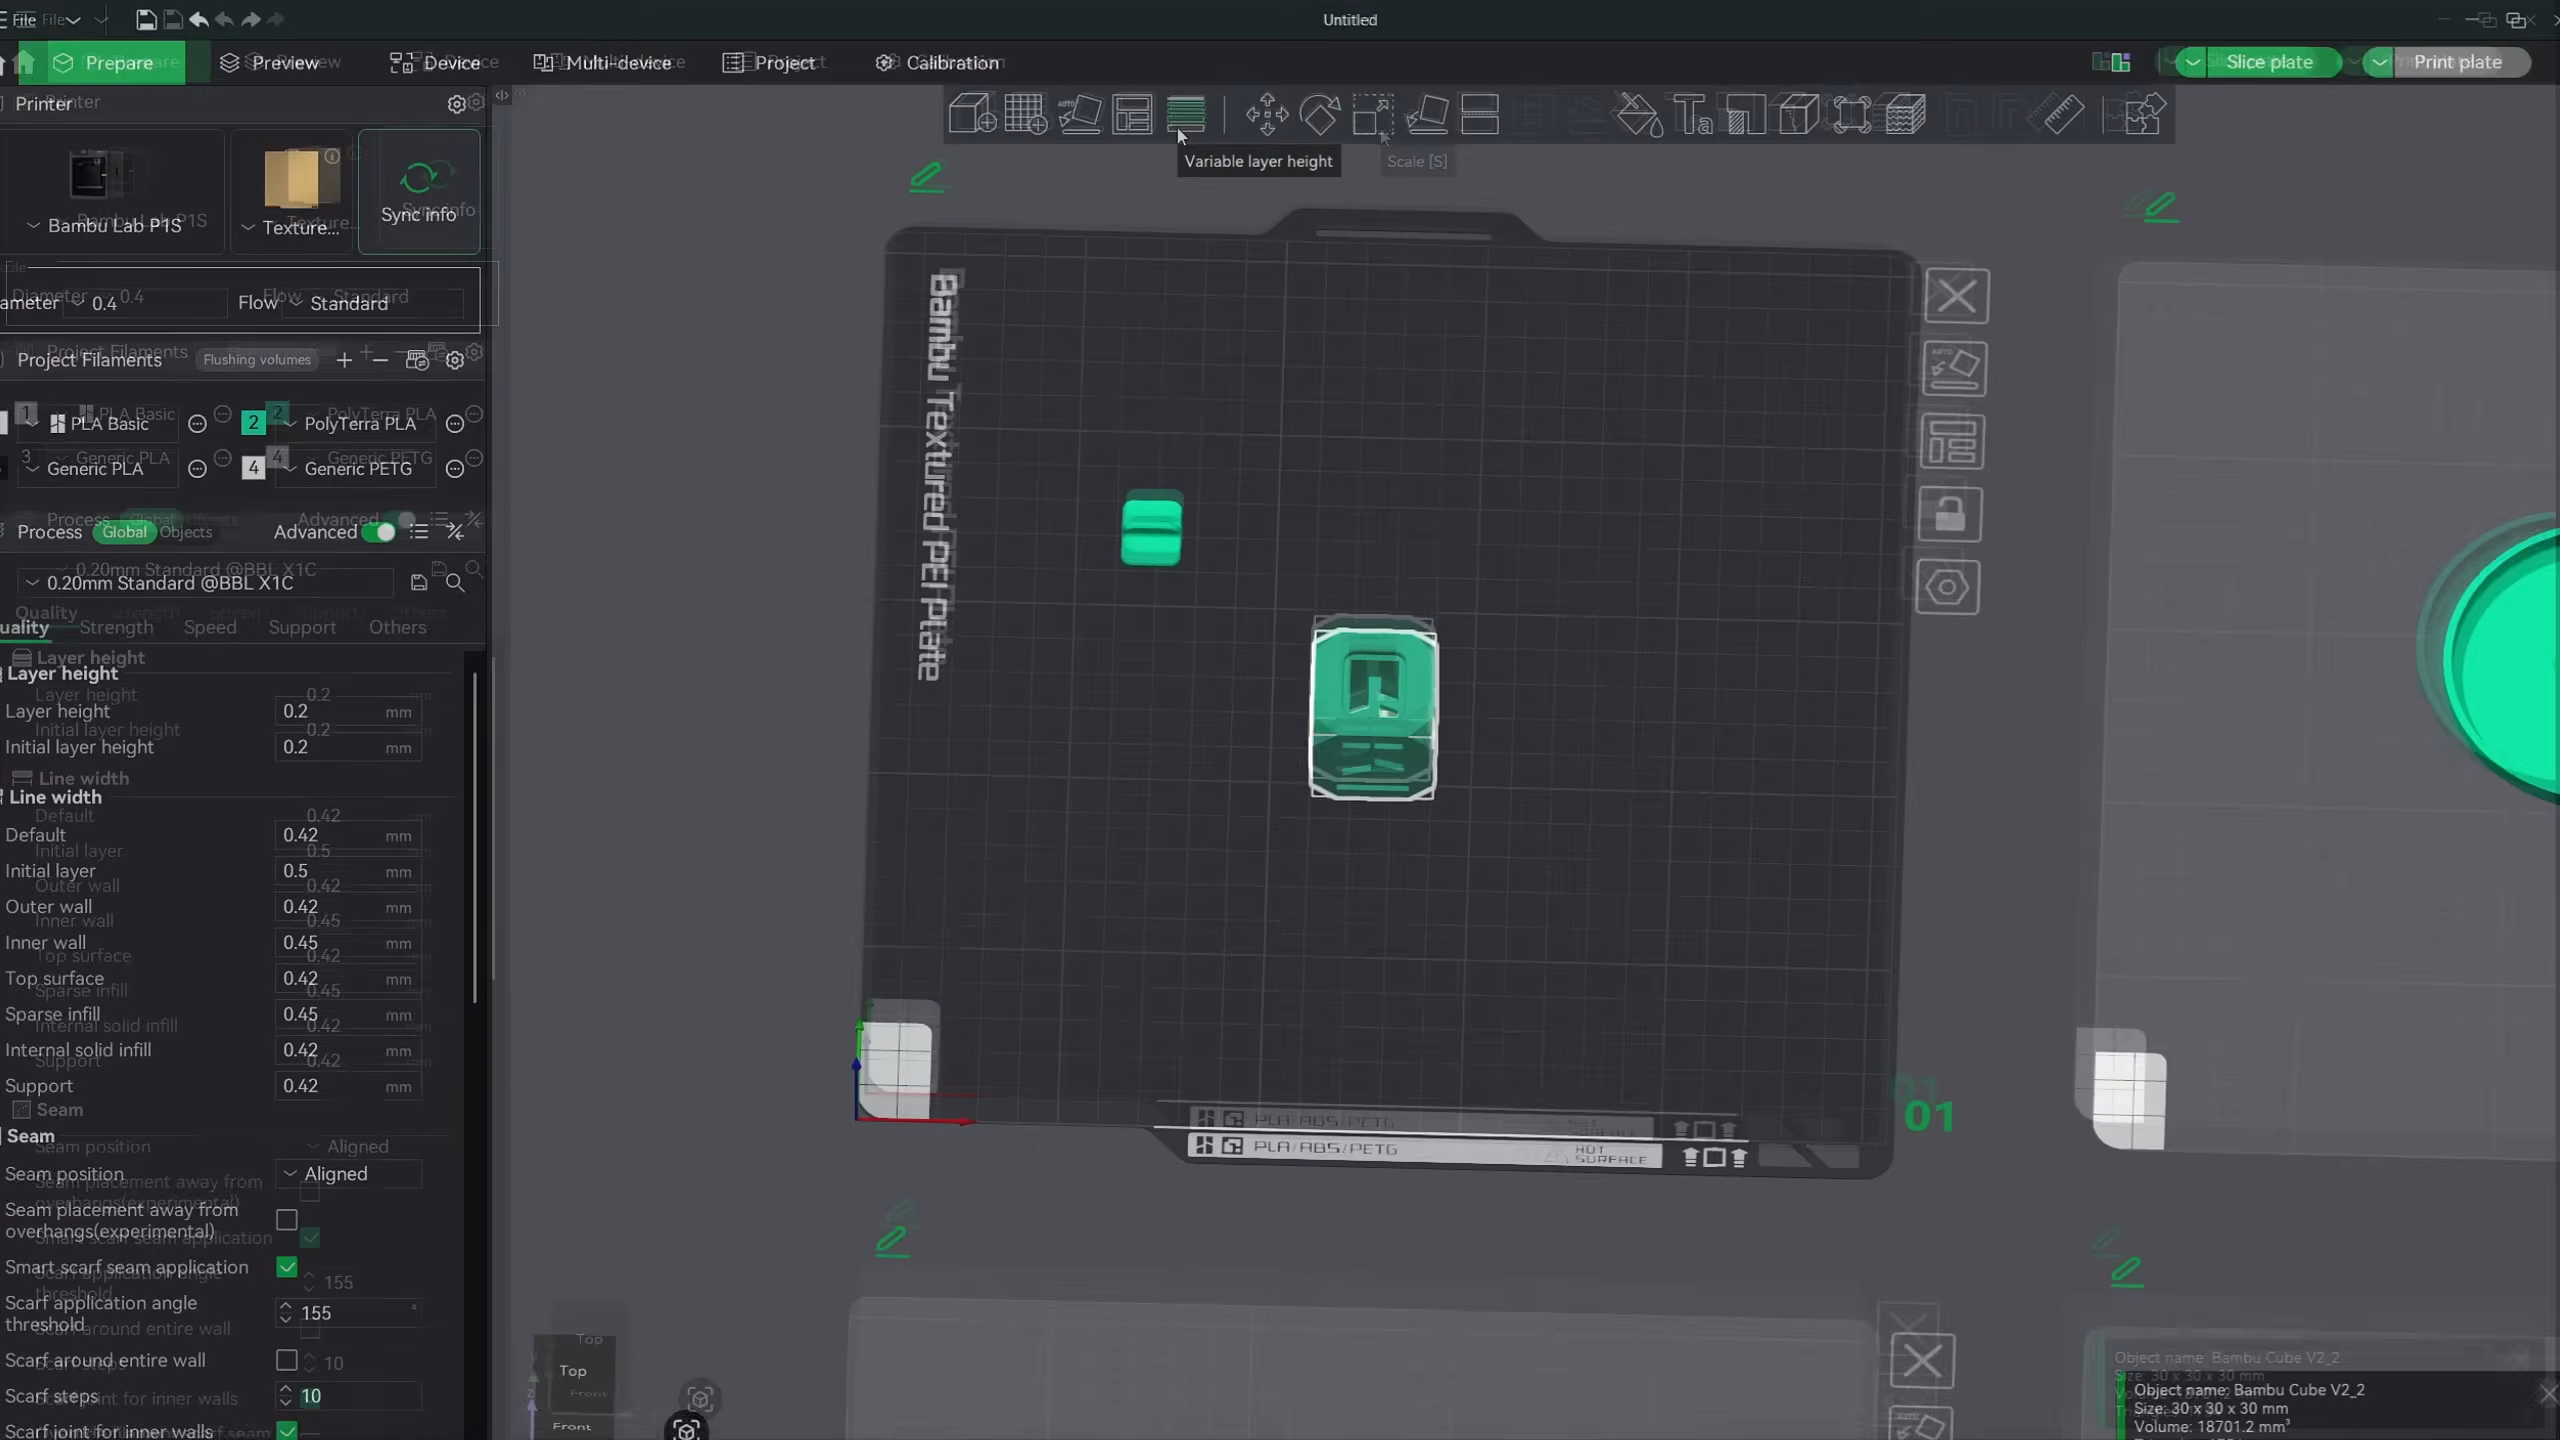 File
Untitled
Prepare
Preview
Device
Multi-device
Project
Calibration
Slice plate
Print plate
Printer
AUTO
Ta
Variable layer height
Scale [S]
Bambu Lab P1S
Texture...
Sync info
ameter 0.4 Flow Standard
Project Filaments Flushing volumes
PLA Basic
2 PolyTerra PLA
Generic PLA
4 Generic PETG
Process Global Objects Advanced
0.20mm Standard @BBL X1C
uality Strength Speed Support Others
Layer height
Layer height 0.2 mm
Initial layer height 0.2 mm
Line width
Default 0.42 mm
Initial layer 0.5 mm
Outer wall 0.42 mm
Inner wall 0.45 mm
Top surface 0.42 mm
Sparse infill 0.45 mm
Internal solid infill 0.42 mm
Support 0.42 mm
Seam
Seam position Aligned
Seam placement away from
overhangs(experimental)
Smart scarf seam application
Scarf application angle
threshold 155 °
Scarf around entire wall
Scarf steps 10
Scarf joint for inner walls
Bambu Textured PEI Plate
PLA/ABS/PETG
HOT
SURFACE
01
Top
Front
Object name: Bambu Cube V2_2
Size: 30 x 30 x 30 mm
Volume: 18701.2 mm³